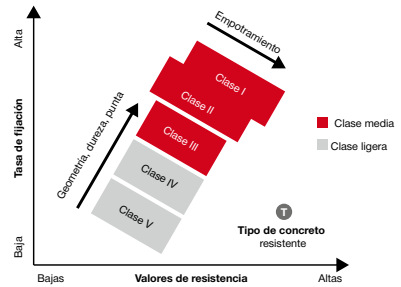 Alta
Tasa de fijación
Baja
Empotramiento
Geometría, dureza, punta
Clase I
Clase II
Clase III
Clase IV
Clase V
Clase media
Clase ligera
T
Tipo de concreto
resistente
Bajas
Valores de resistencia
Altas